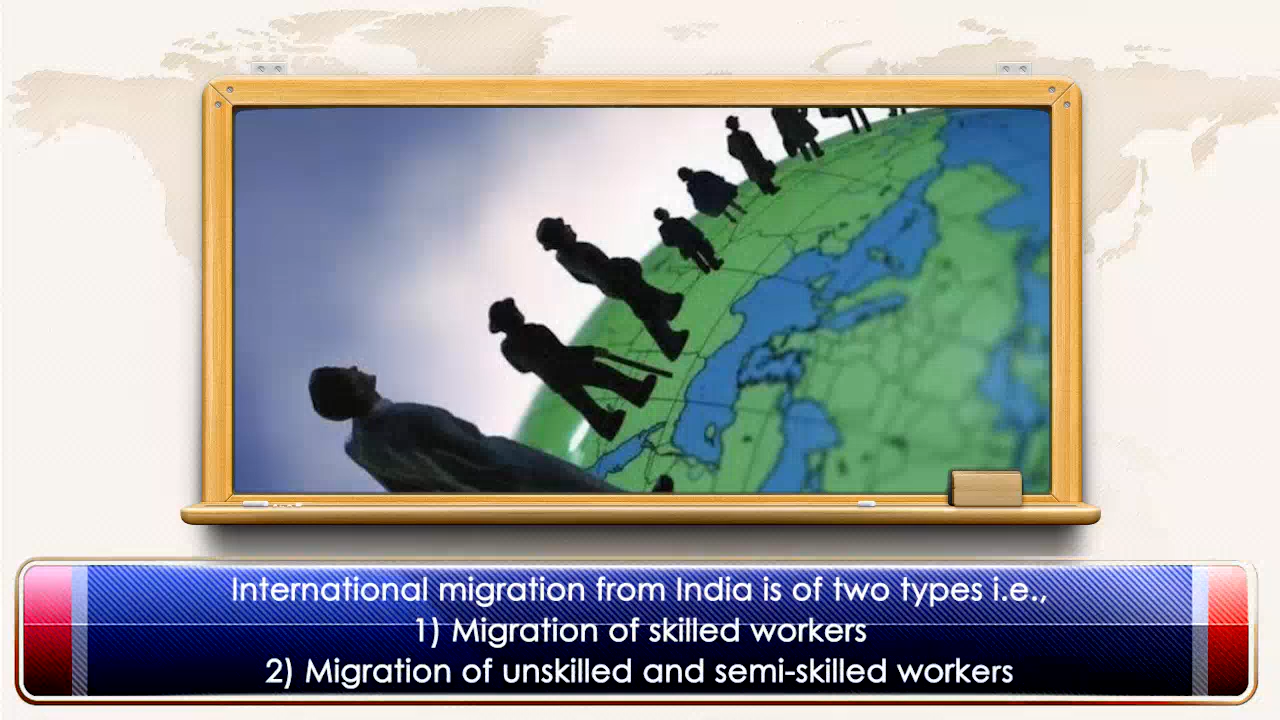 International migration from India is of two types i.e.,
1) Migration of skilled workers
2) Migration of unskilled and semi-skilled workers